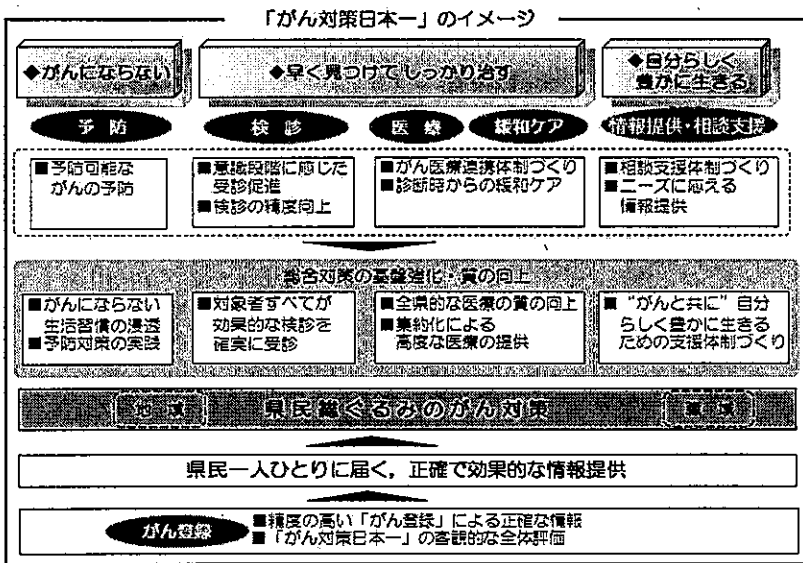 「がん対策日本一」のイメージ
◆がんにならない
◆早く見つけてしっかり治す
◆自分らしく
豊かに生きる
予防
検診
医療
緩和ケア
情報提供・相談支援
■予防可能な
がんの予防
■意識段階に応じた
受診促進
■検診の精度向上
■がん医療連携体制づくり
■診断時からの緩和ケア
■相談支援体制づくり
■ニーズに応える
情報提供
総合対策の基盤強化・質の向上
■がんにならない
生活習慣の浸透
■予防対策の実践
■対象者すべてが
効果的な検診を
確実に受診
■全県的な医療の質の向上
■集約化による
高度な医療の提供
■“がんと共に”自分
らしく豊かに生きる
ための支援体制づくり
地域
県民総ぐるみのがん対策
職域
県民一人ひとりに届く，正確で効果的な情報提供
がん登録
■精度の高い「がん登録」による正確な情報
■「がん対策日本一」の客観的な全体評価